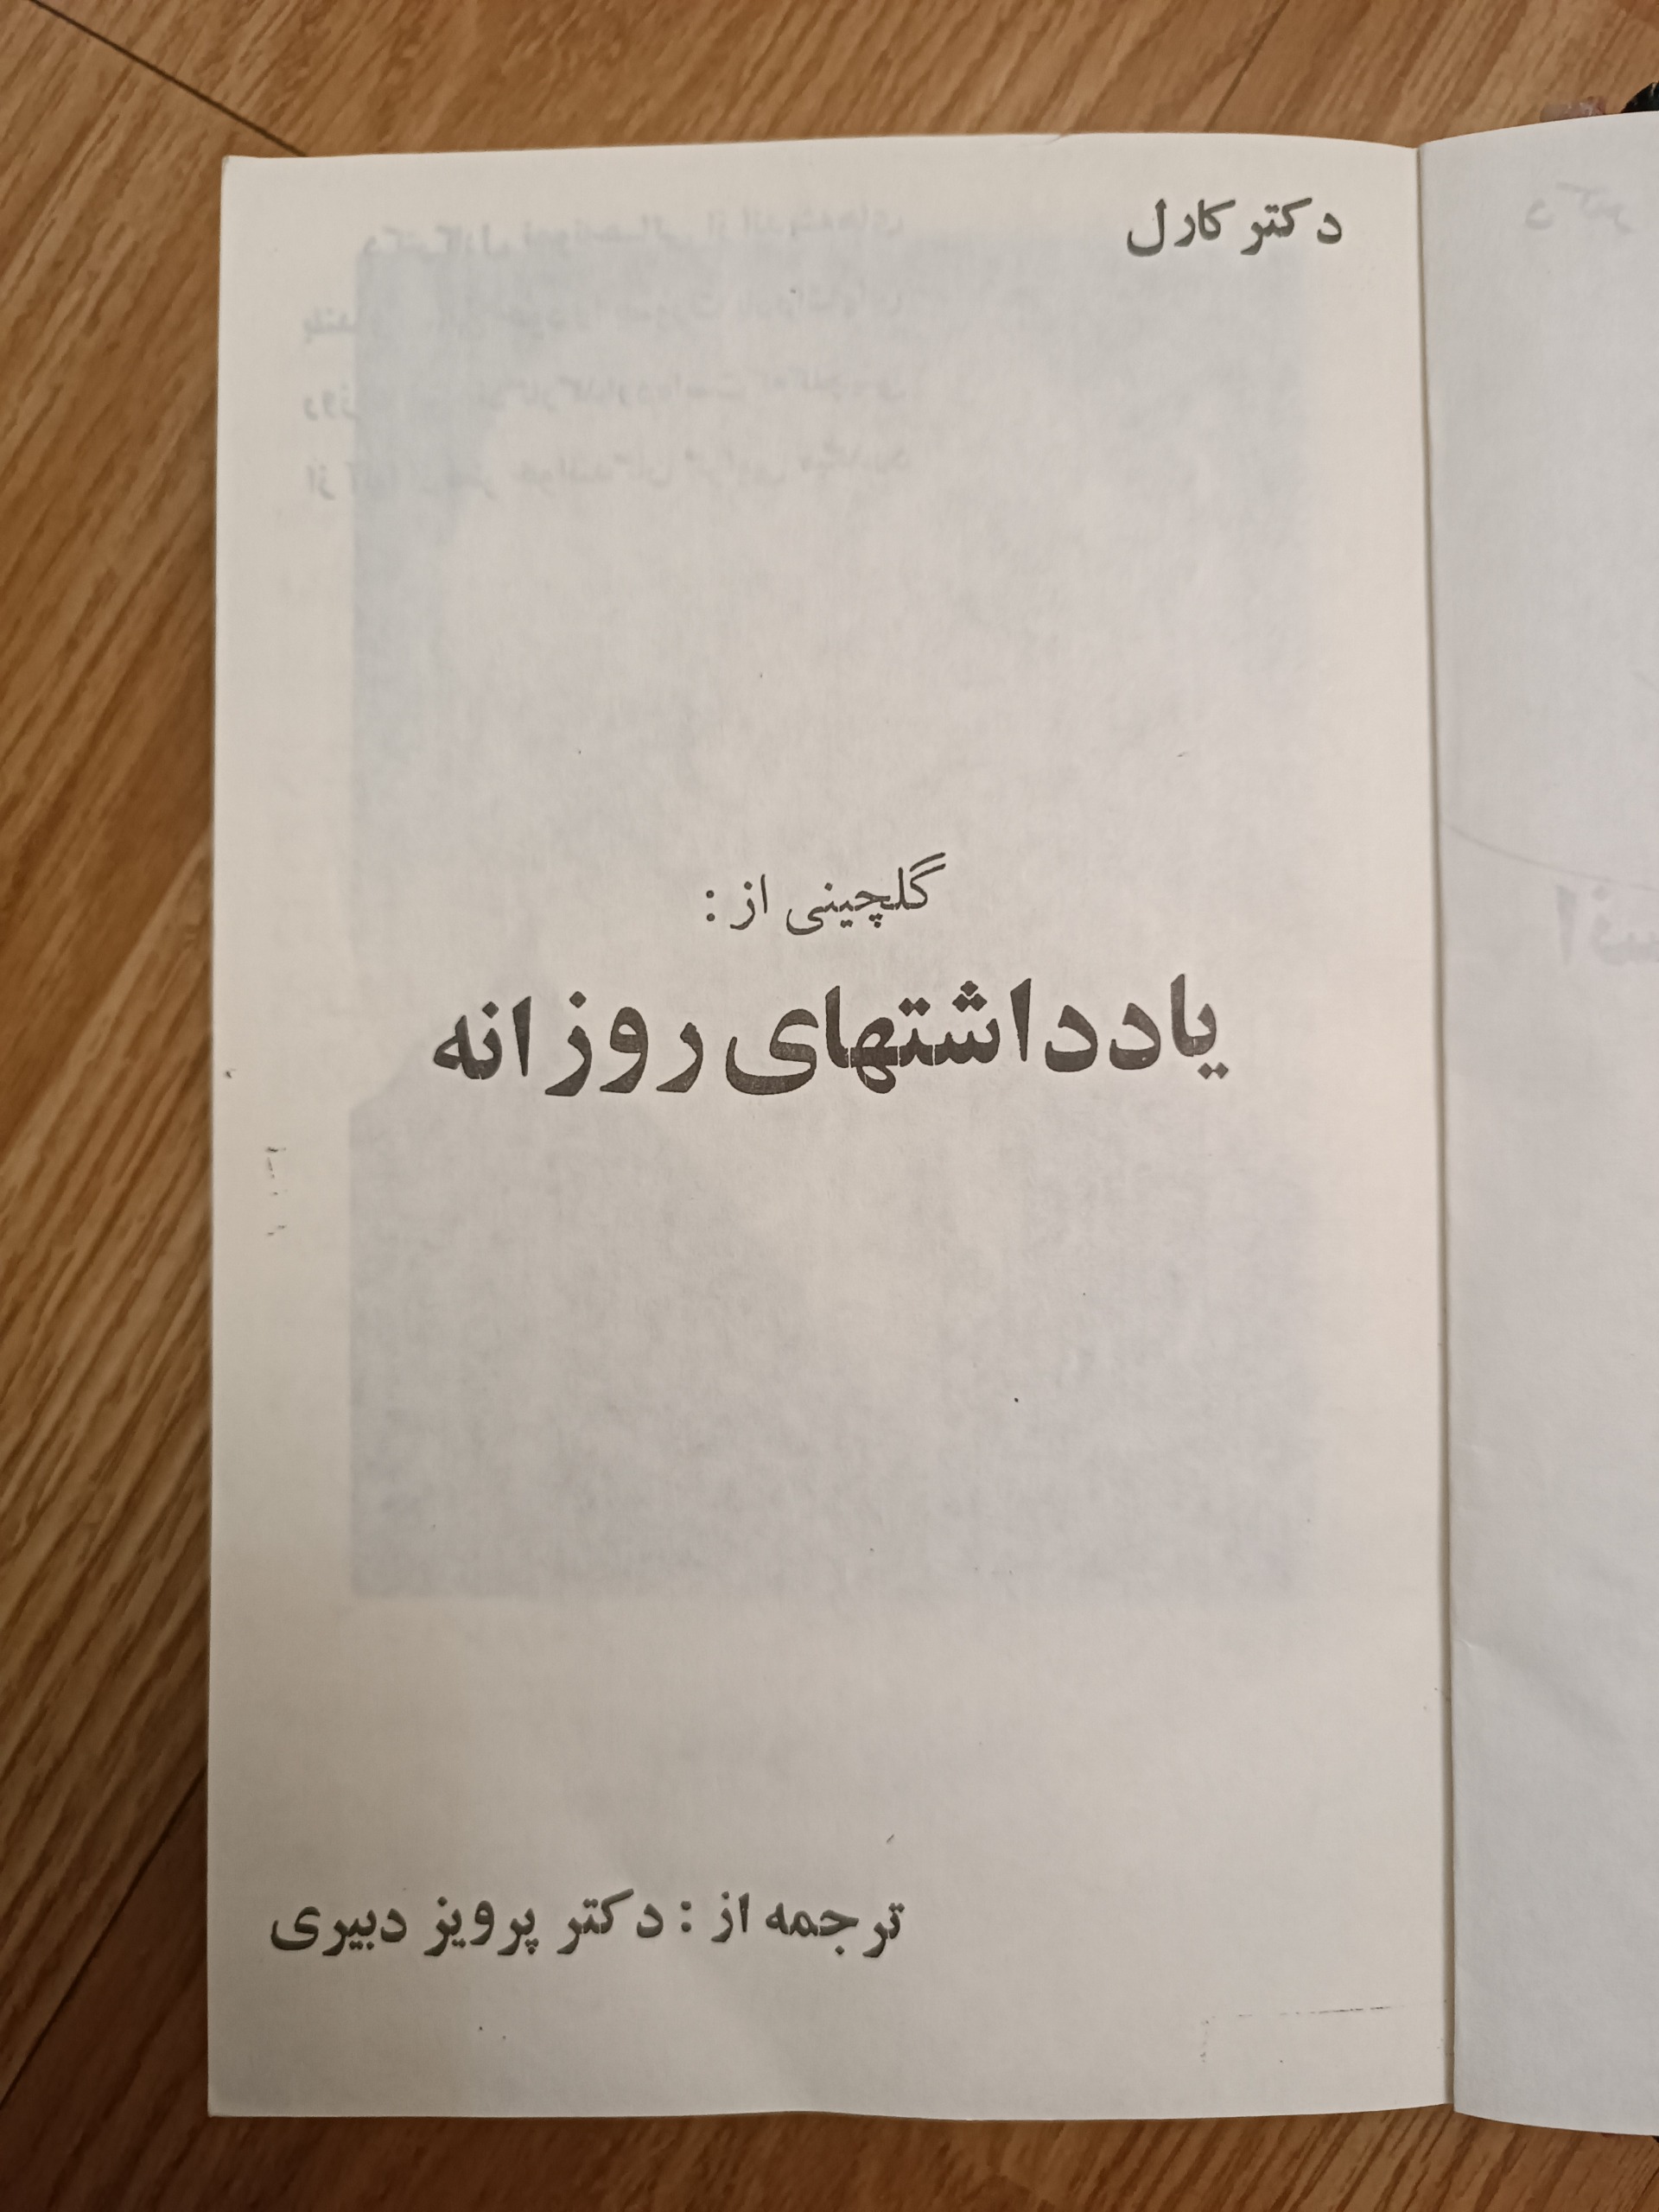 دکتر کارل
گلچینی از :
یادداشتهای روزانه
ترجمه از : دکتر پرویز دبیری